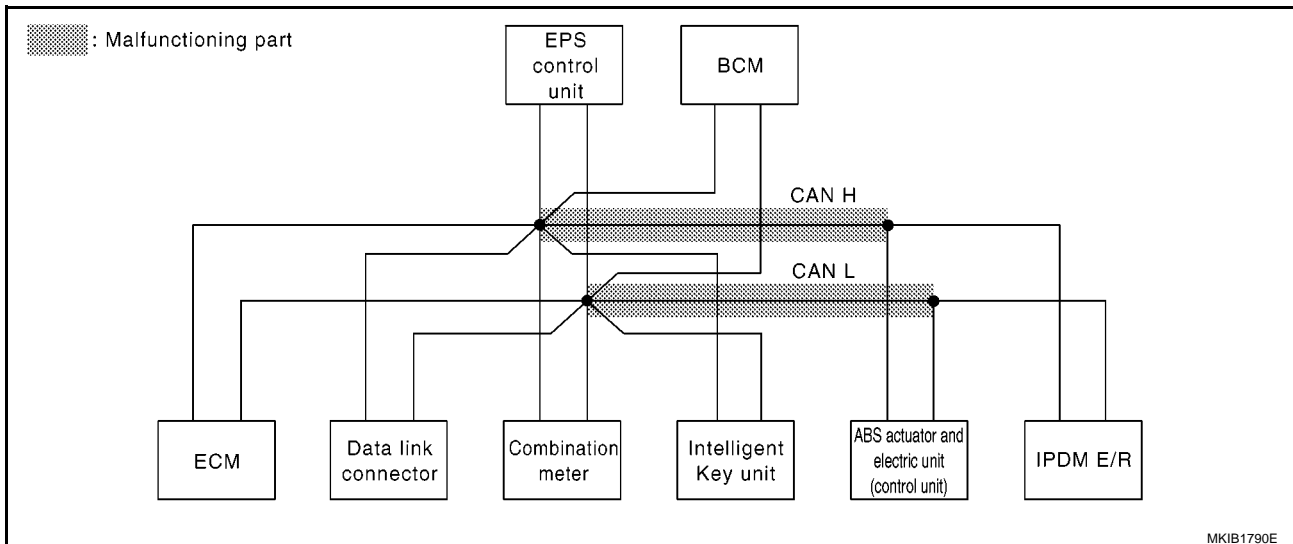 : Malfunctioning part
EPS
control
unit
BCM
CAN H
CAN L
ECM
Data link
connector
Combination
meter
Intelligent
Key unit
ABS actuator and
electric unit
(control unit)
IPDM E/R
MKIB1790E